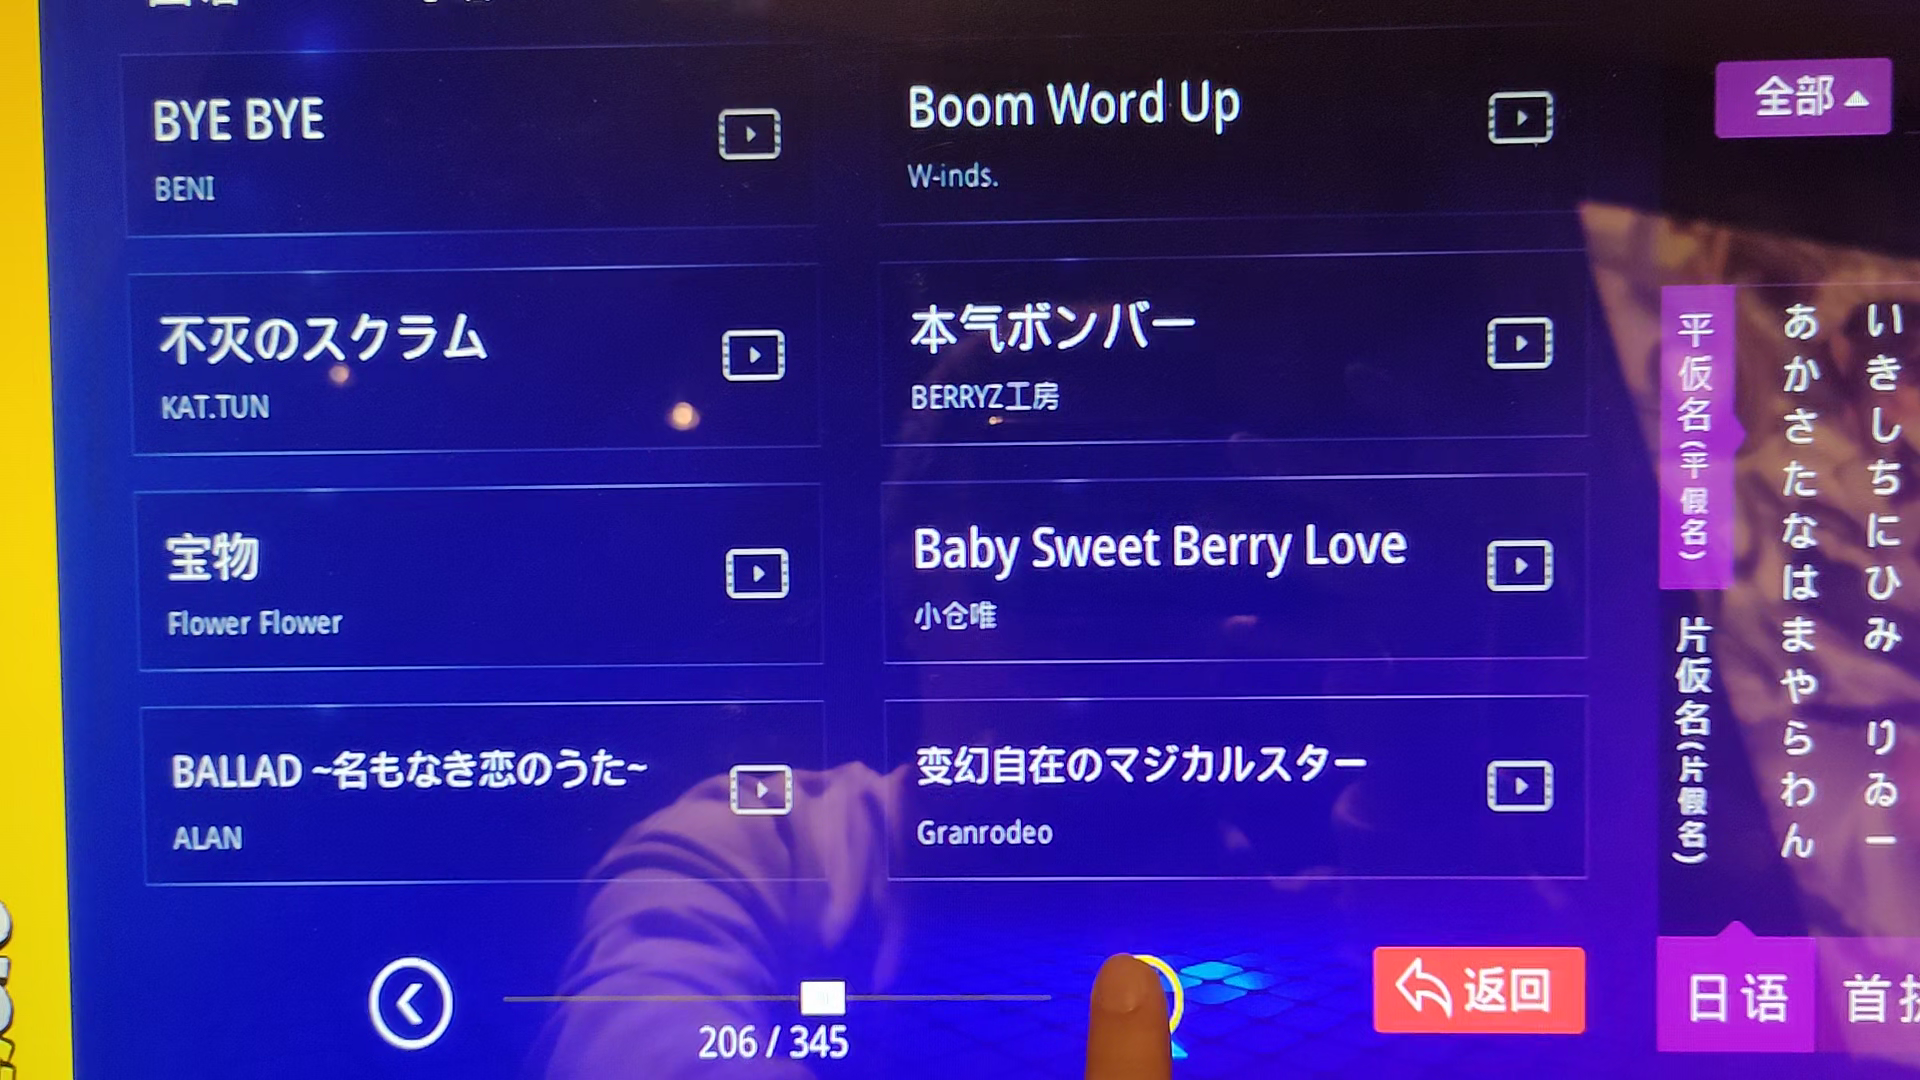 BYE BYE
BENI
Boom Word Up
W-inds.
不灭のスクラム
KAT.TUN
本气ボンバー
BERRYZ工房
宝物
Flower Flower
Baby Sweet Berry Love
小仓唯
BALLAD ~名もなき恋のうた~
ALAN
变幻自在のマジカルスター
Granrodeo
206 / 345
返回
全部
平仮名(平假名)
片仮名(片假名)
あかさたなはまやらわん
いきしちにひみ りゐー
日语
首